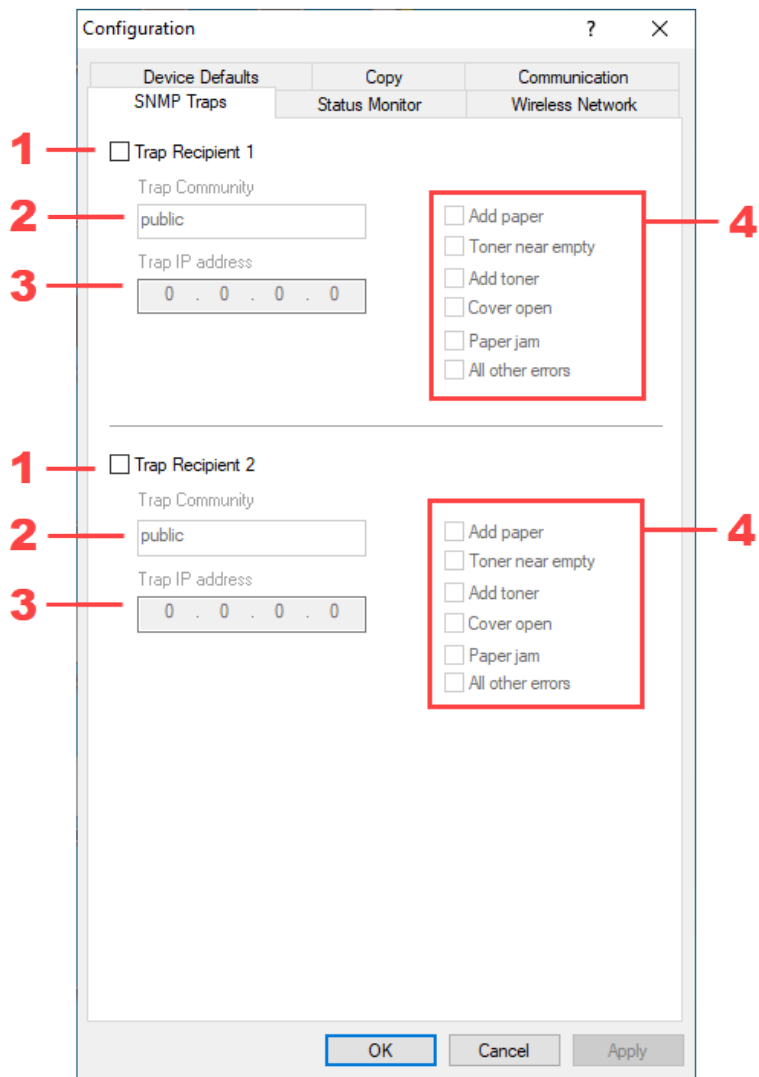 Configuration ? ×
Device Defaults Copy Communication
SNMP Traps Status Monitor Wireless Network
1 Trap Recipient 1
Trap Community
2 public
Trap IP address
3 0 . 0 . 0 . 0
Add paper
Toner near empty
Add toner
Cover open
Paper jam
All other errors
4
1 Trap Recipient 2
Trap Community
2 public
Trap IP address
3 0 . 0 . 0 . 0
Add paper
Toner near empty
Add toner
Cover open
Paper jam
All other errors
4
OK Cancel Apply